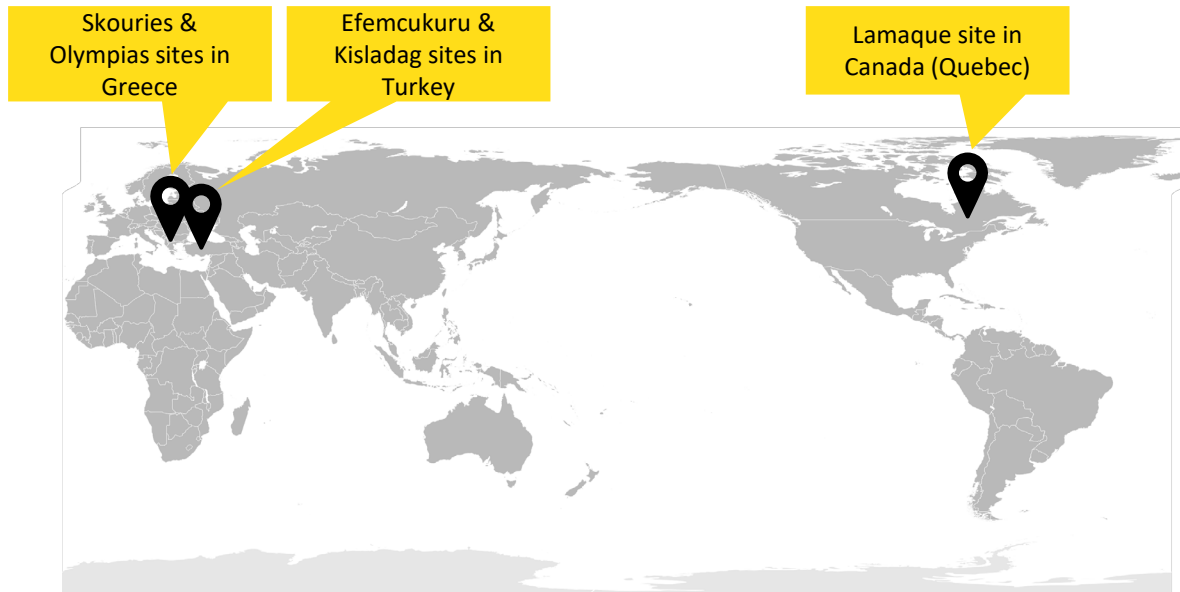 Skouries &
Olympias sites in
Greece
Efemcukuru &
Kisladag sites in
Turkey
Lamaque site in
Canada (Quebec)